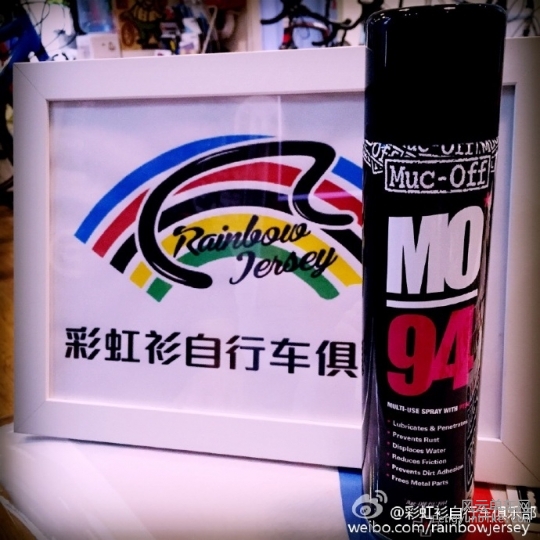 Rainbow
Jersey
彩虹衫自行车俱
Muc-Off
MO
94
MULTI-USE SPRAY WITH
Lubricates & Penetrates
Prevents Rust
Displaces Water
Reduces Friction
Prevents Dirt Adhesion
Frees Metal Parts
@彩虹衫自行车俱乐部
weibo.com/rainbowjersey